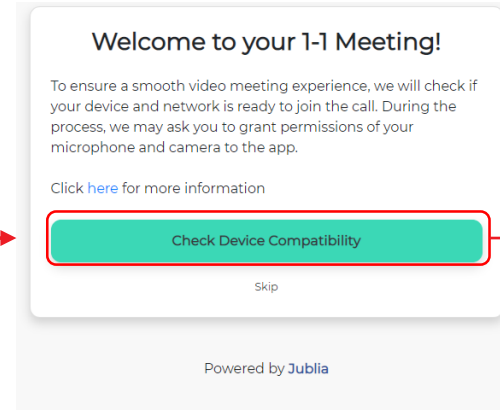 Welcome to your 1-1 Meeting!
To ensure a smooth video meeting experience, we will check if
your device and network is ready to join the call. During the
process, we may ask you to grant permissions of your
microphone and camera to the app.
Click here for more information
Check Device Compatibility
Skip
Powered by Jublia